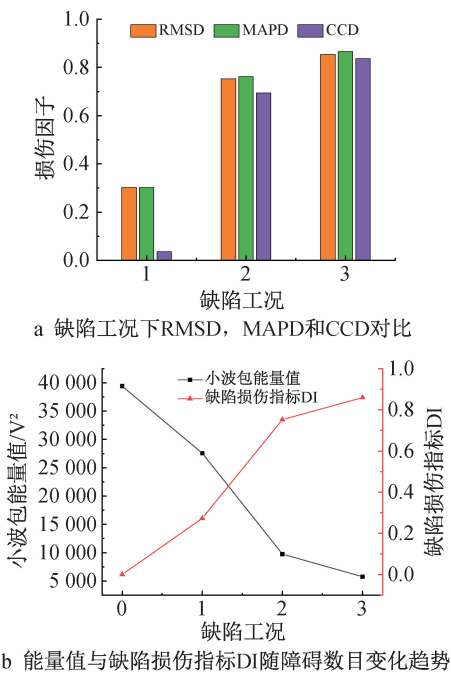 RMSD MAPD CCD
1.0
0.8
0.6
0.4
0.2
0.0
损伤因子
1 2 3
缺陷工况
a 缺陷工况下RMSD，MAPD和CCD对比
小波包能量值
缺陷损伤指标DI
40 000
35 000
30 000
25 000
20 000
15 000
10 000
5 000
小波包能量值/V²
1.0
0.8
0.6
0.4
0.2
0.0
缺陷损伤指标DI
0 1 2 3
缺陷工况
b 能量值与缺陷损伤指标DI随障碍数目变化趋势